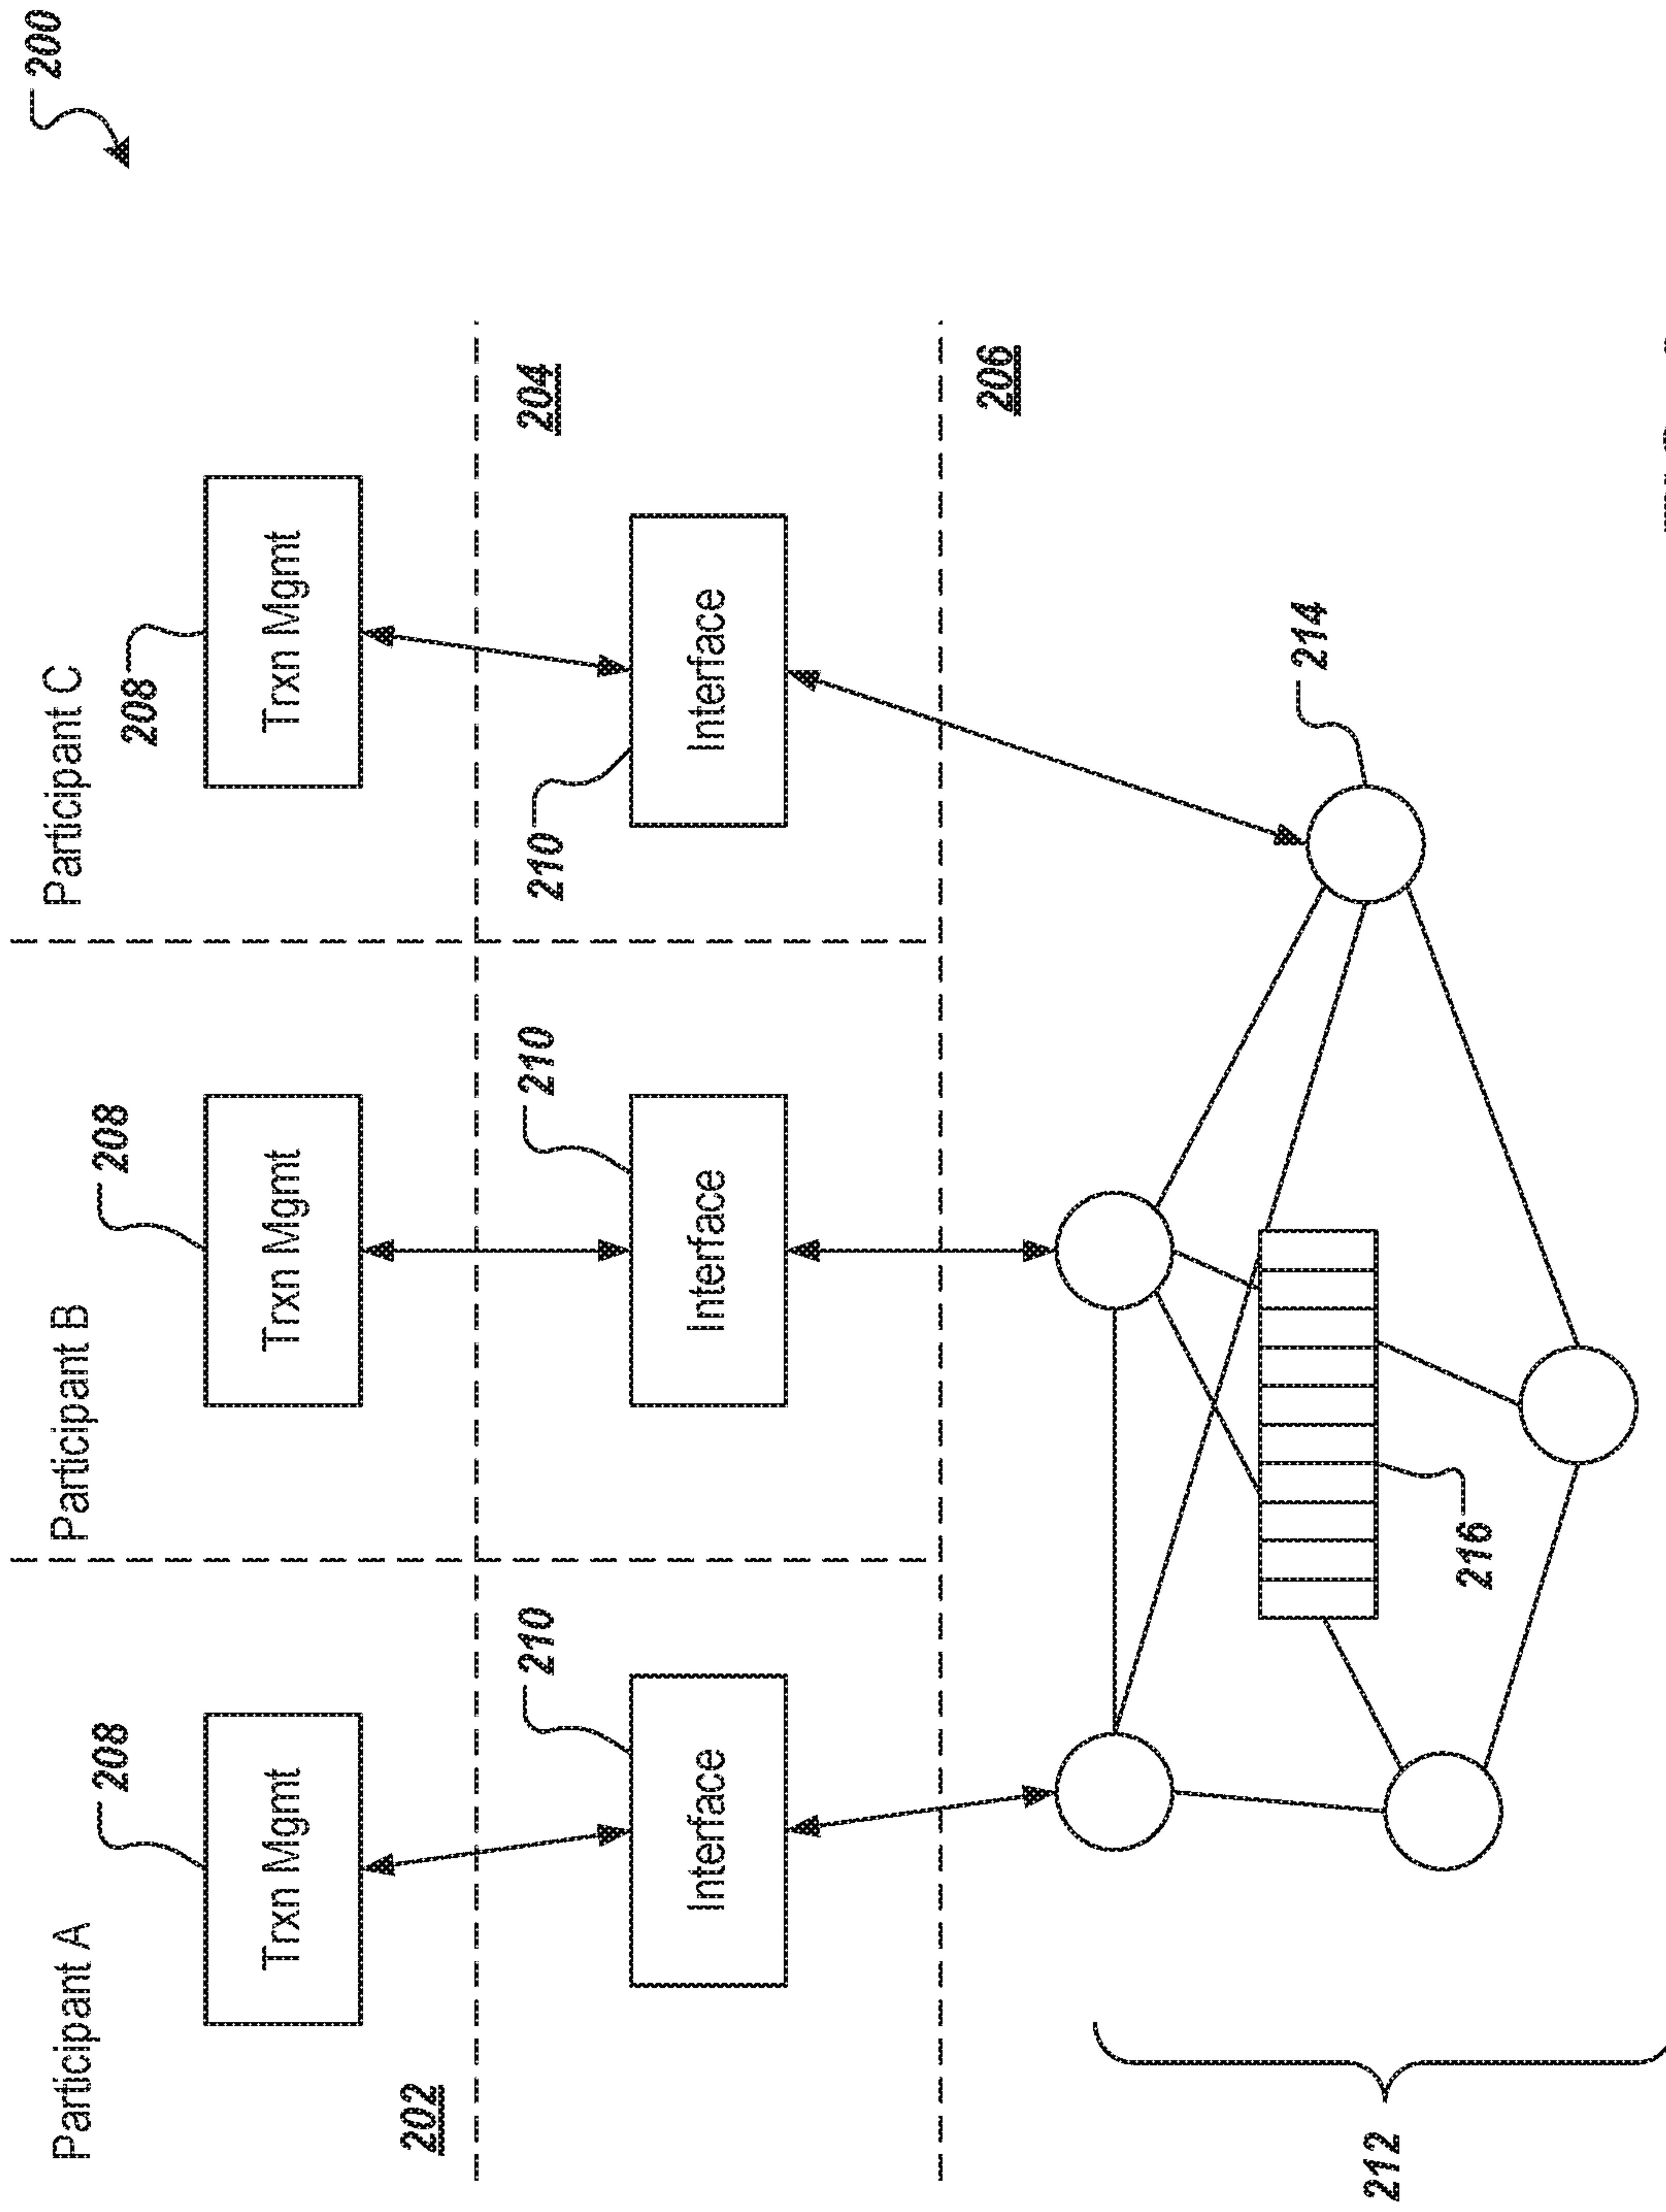 200
Participant A
Participant B
Participant C
208
208
208
Trxn Mgmt
Trxn Mgmt
Trxn Mgmt
202
204
210
210
210
Interface
Interface
Interface
206
214
216
212